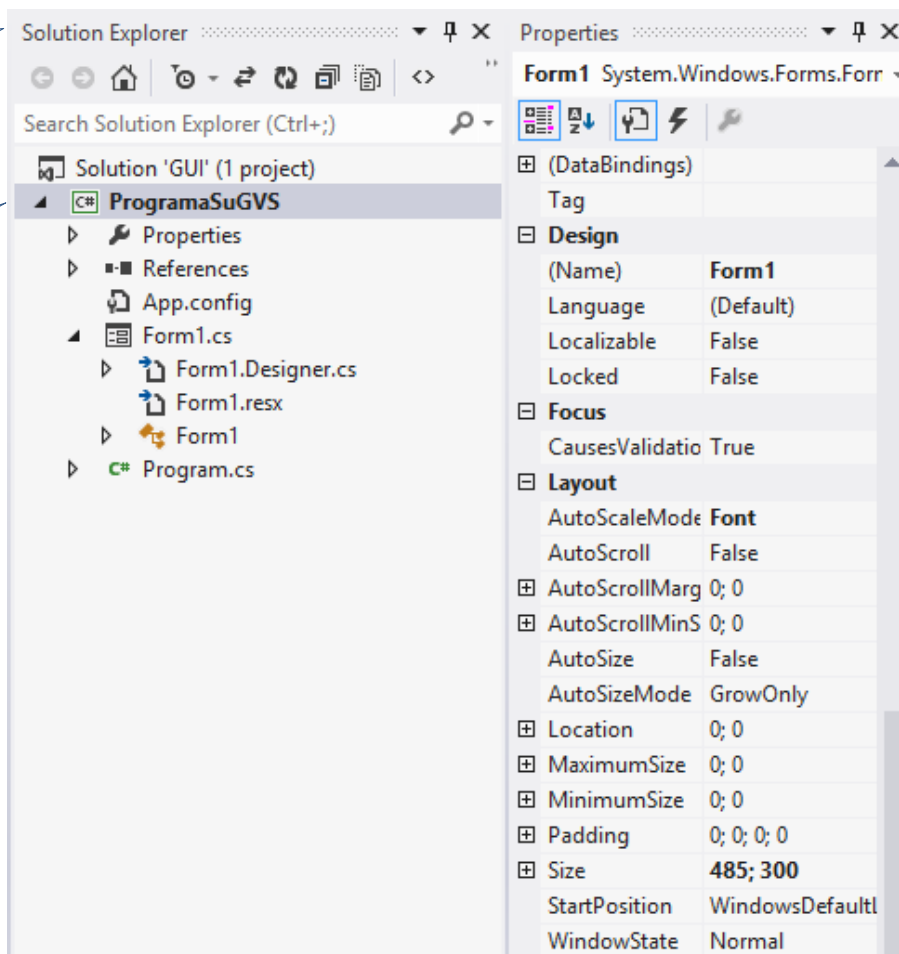 Solution Explorer
Search Solution Explorer (Ctrl+;)
Solution 'GUI' (1 project)
C# ProgramaSuGVS
Properties
References
App.config
Form1.cs
Form1.Designer.cs
Form1.resx
Form1
C# Program.cs
Properties
Form1 System.Windows.Forms.Forr
(DataBindings)
Tag
Design
(Name) Form1
Language (Default)
Localizable False
Locked False
Focus
CausesValidatio True
Layout
AutoScaleMode Font
AutoScroll False
AutoScrollMarg 0; 0
AutoScrollMinS 0; 0
AutoSize False
AutoSizeMode GrowOnly
Location 0; 0
MaximumSize 0; 0
MinimumSize 0; 0
Padding 0; 0; 0; 0
Size 485; 300
StartPosition WindowsDefaultL
WindowState Normal